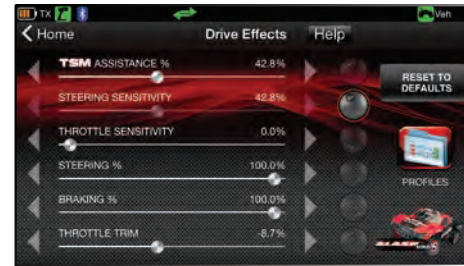 TX Veh
Home Drive Effects Help
TSM ASSISTANCE % 42.8%
STEERING SENSITIVITY 42.8%
RESET TO
DEFAULTS
THROTTLE SENSITIVITY 0.0%
STEERING % 100.0%
PROFILES
BRAKING % 100.0%
THROTTLE TRIM -8.7%
SLASH